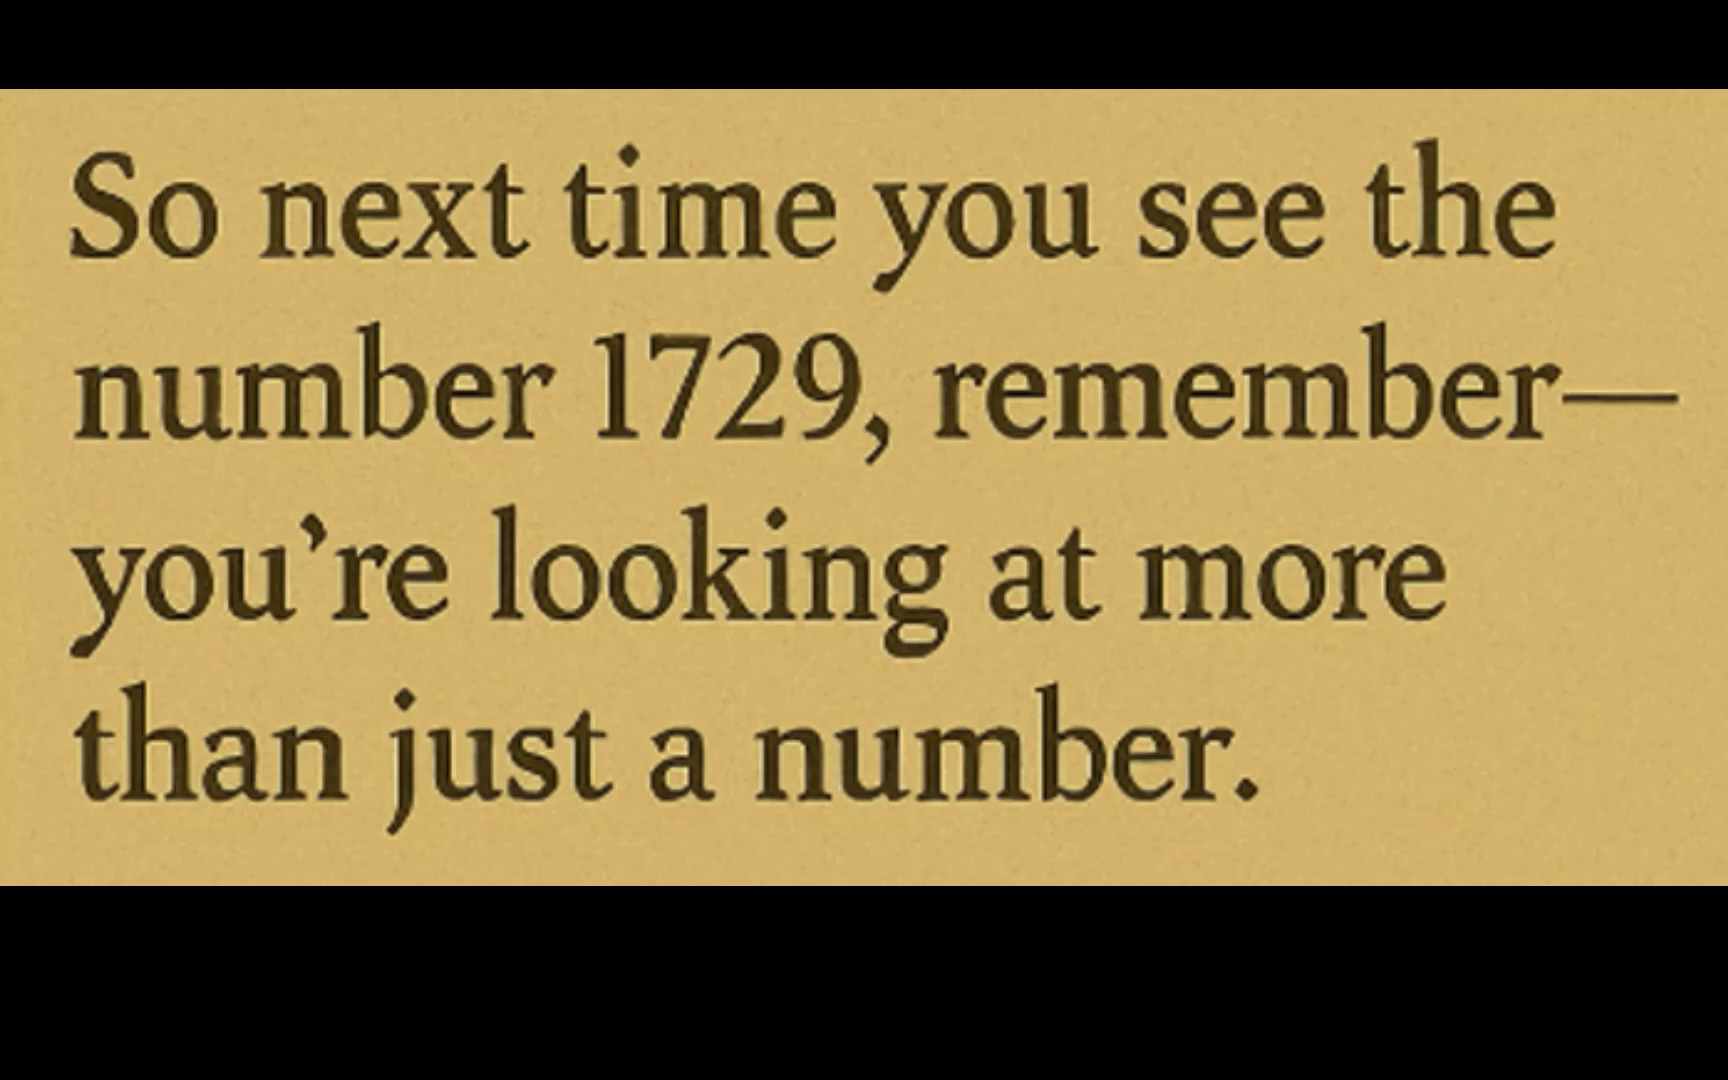 So next time you see the
number 1729, remember—
you’re looking at more
than just a number.